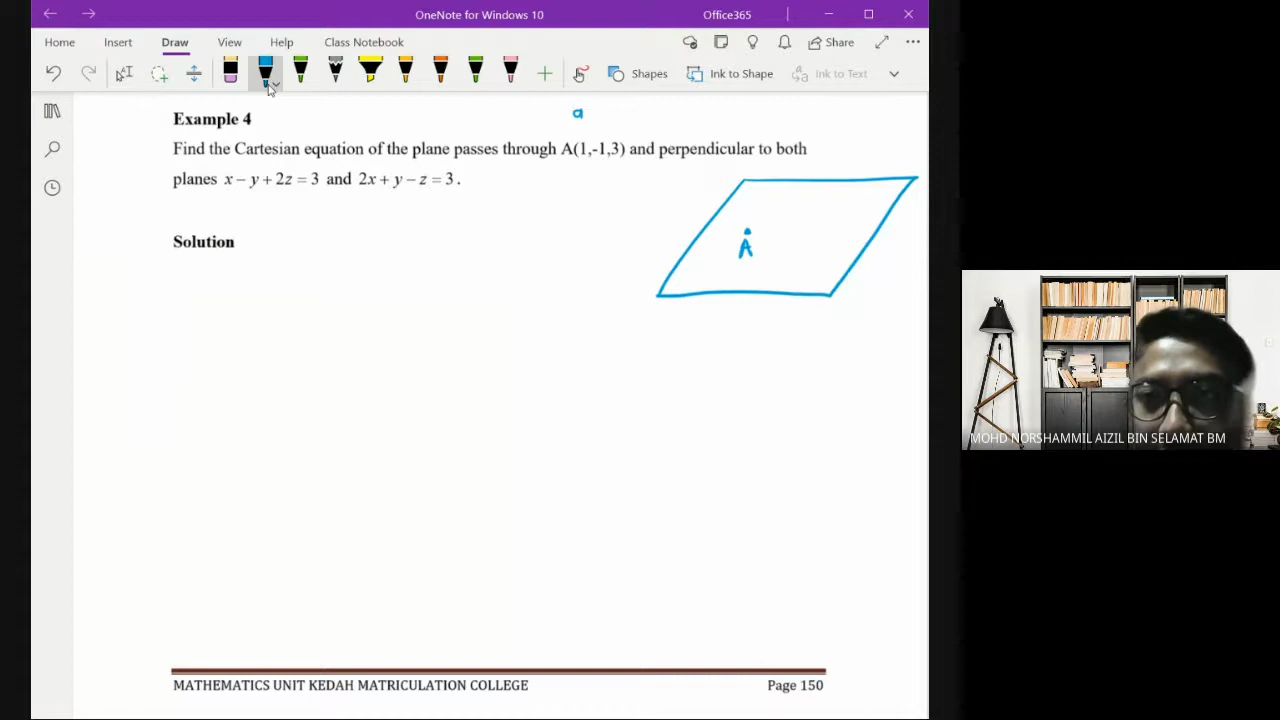 OneNote for Windows 10
Office365
Home Insert Draw View Help Class Notebook
Share
Shapes
Ink to Shape
Ink to Text
a
Example 4
Find the Cartesian equation of the plane passes through A(1,-1,3) and perpendicular to both
planes x − y + 2z = 3 and 2x + y − z = 3.
A
Solution
MOHD NORSHAMMIL AIZIL BIN SELAMAT BM
MATHEMATICS UNIT KEDAH MATRICULATION COLLEGE Page 150